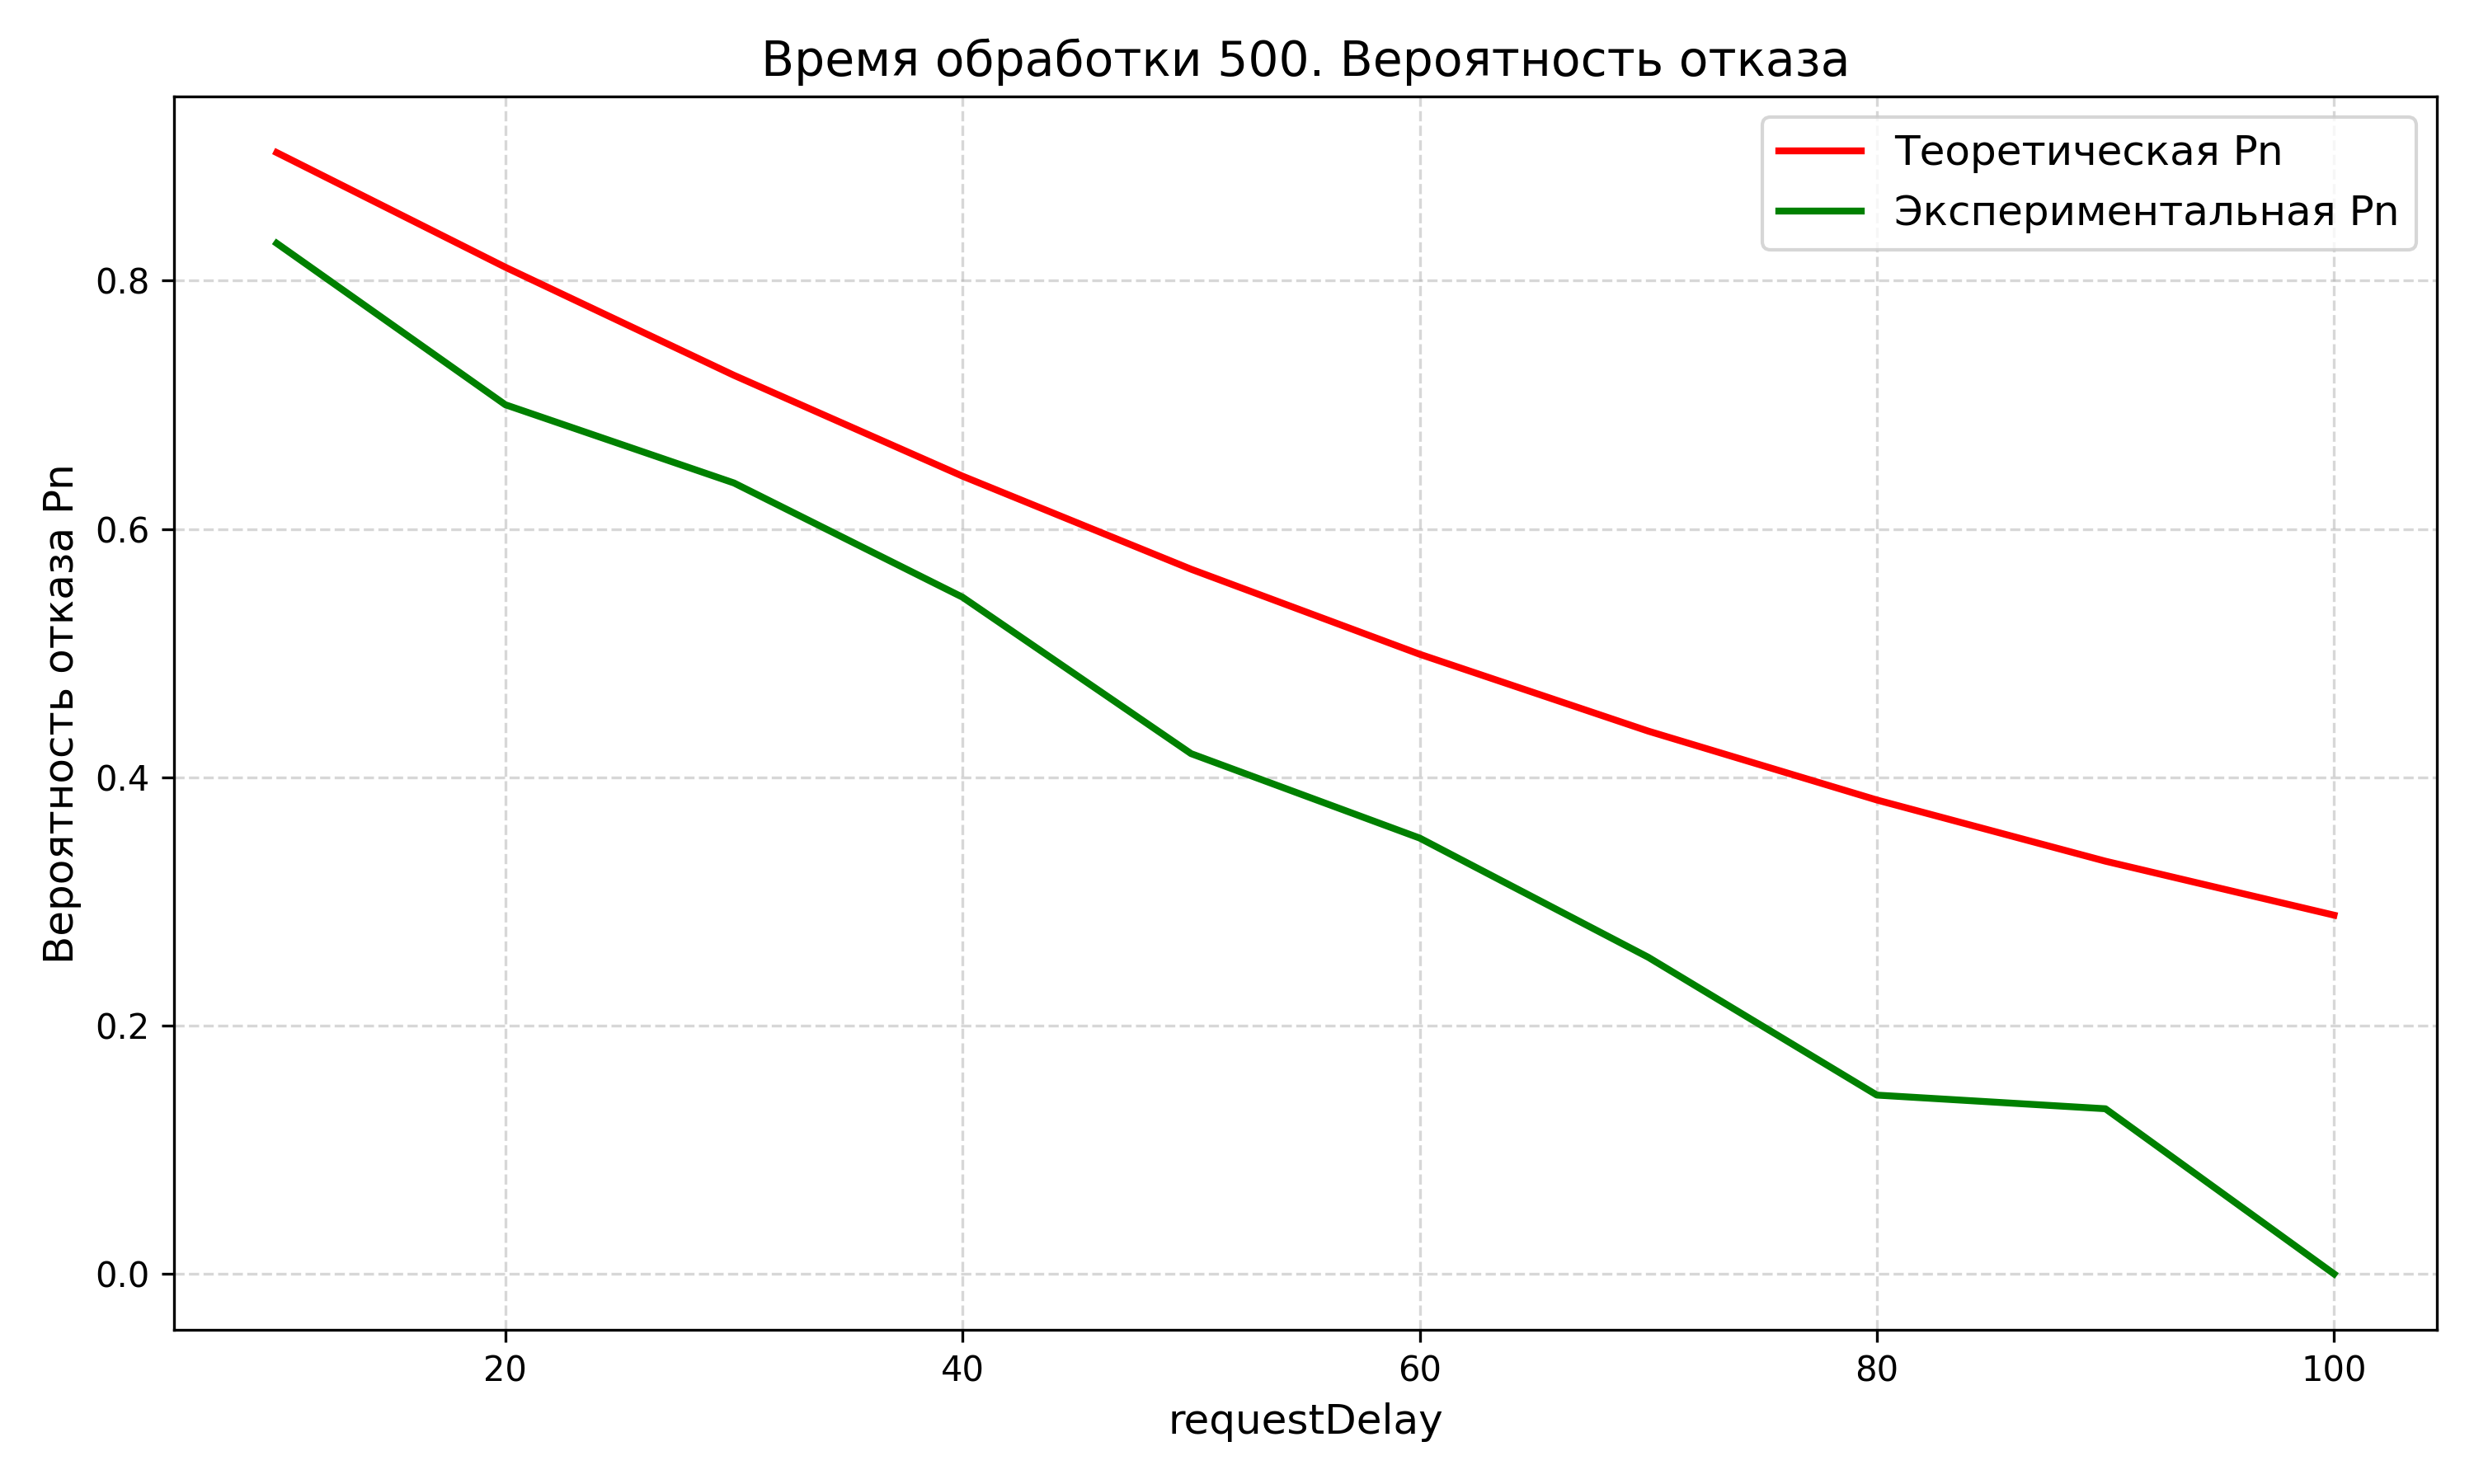 Время обработки 500. Вероятность отказа
Теоретическая Pn
Экспериментальная Pn
Вероятность отказа Pn
0.8
0.6
0.4
0.2
0.0
20 40 60 80 100
requestDelay